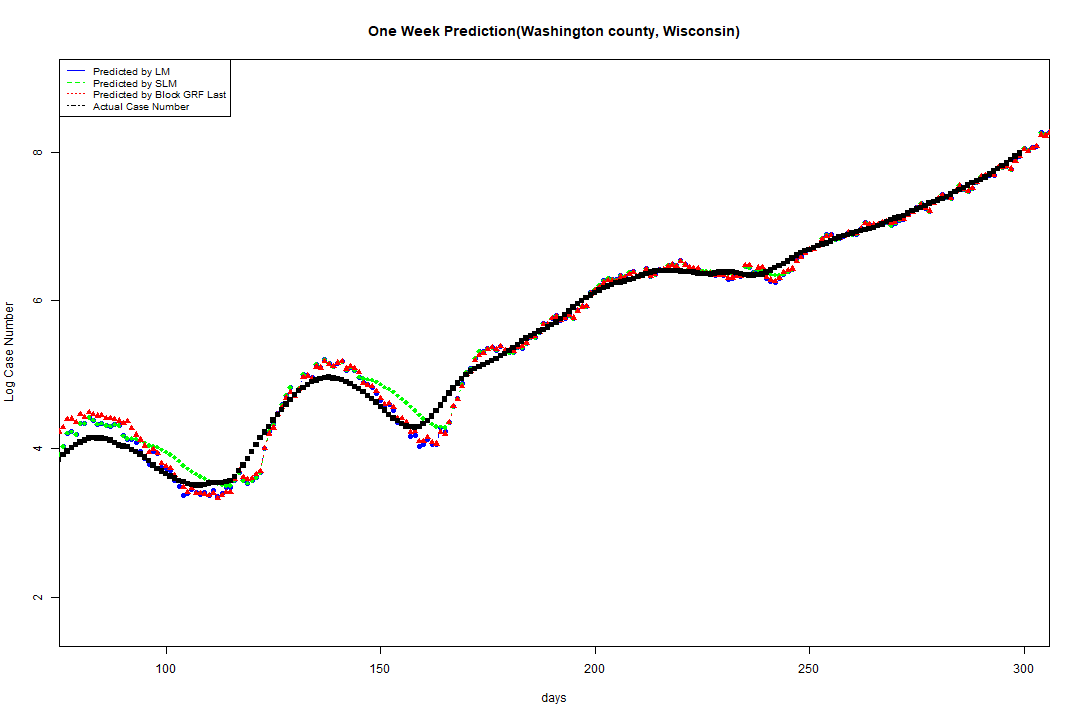 One Week Prediction(Washington county, Wisconsin)
Predicted by LM
Predicted by SLM
Predicted by Block GRF Last
Actual Case Number
Log Case Number
8
6
4
2
100 150 200 250 300
days